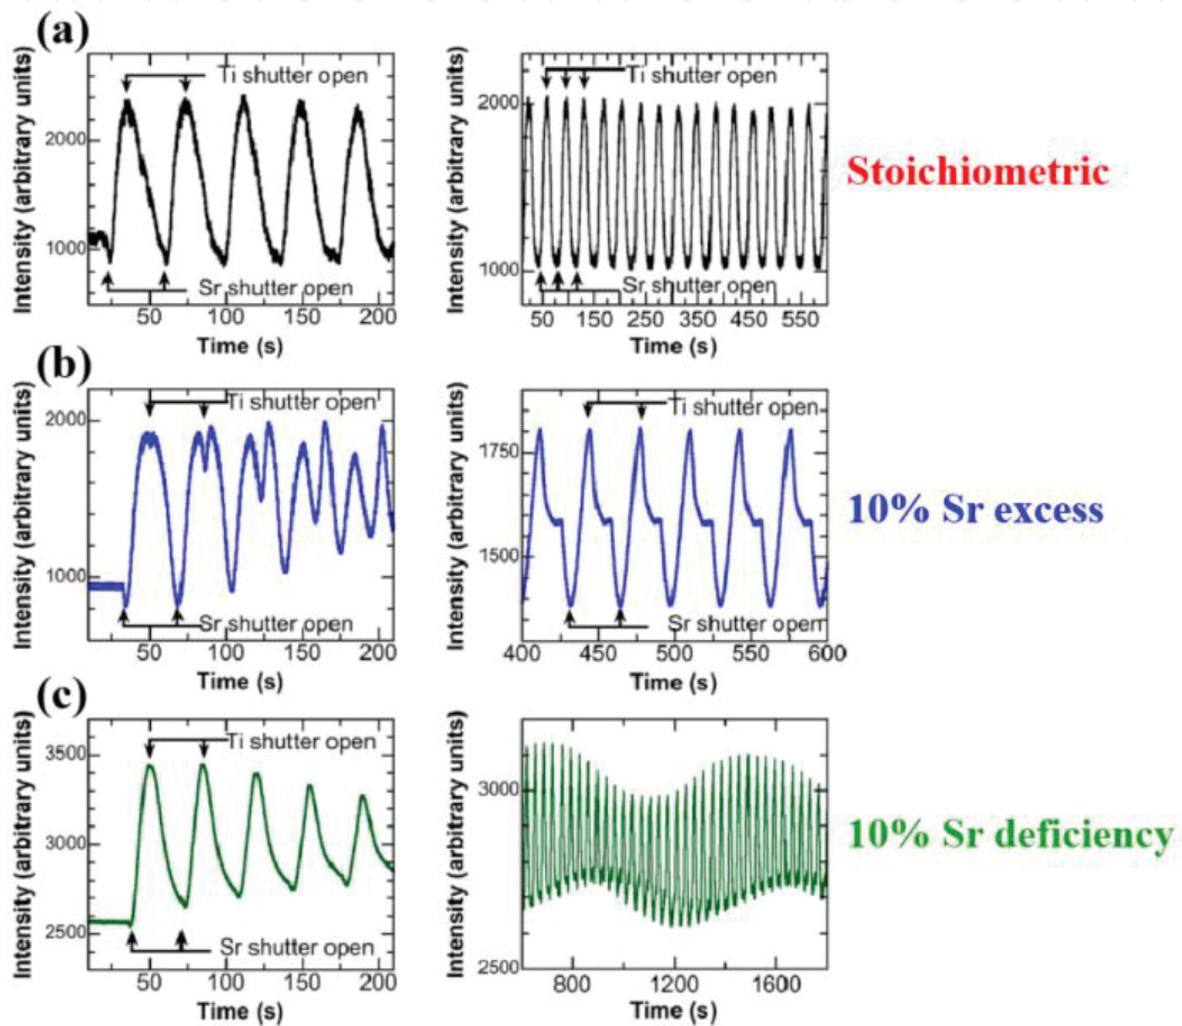 (a)
Intensity (arbitrary units)
2000
1000
Ti shutter open
Sr shutter open
50 100 150 200
Time (s)
Intensity (arbitrary units)
2000
1000
Ti shutter open
Sr shutter open
50 150 250 350 450 550
Time (s)
Stoichiometric
(b)
Intensity (arbitrary units)
2000
1000
Ti shutter open
Sr shutter open
50 100 150 200
Time (s)
Intensity (arbitrary units)
1750
1500
Ti shutter open
Sr shutter open
400 450 500 550 600
Time (s)
10% Sr excess
(c)
Intensity (arbitrary units)
3500
3000
2500
Ti shutter open
Sr shutter open
50 100 150 200
Time (s)
Intensity (arbitrary units)
3000
2500
800 1200 1600
Time (s)
10% Sr deficiency